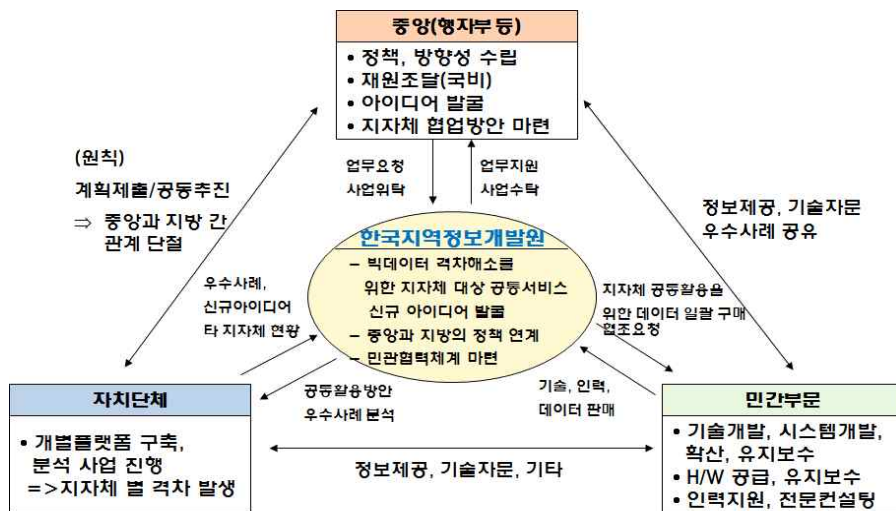 중앙(행자부 등)
• 정책, 방향성 수립
• 재원조달(국비)
• 아이디어 발굴
• 지자체 협업방안 마련
(원칙)
계획제출/공동추진
⇒ 중앙과 지방 간
관계 단절
업무요청
사업위탁
업무지원
사업수탁
정보제공, 기술자문
우수사례 공유
한국지역정보개발원
– 빅데이터 격차해소를
위한 지자체 대상 공동서비스
신규 아이디어 발굴
– 중앙과 지방의 정책 연계
– 민관협력체계 마련
우수사례,
신규아이디어
타 지자체 현황
지자체 공동활용을
위한 데이터 일괄 구매
협조요청
공동활용방안
우수사례 분석
기술, 인력,
데이터 판매
자치단체
• 개별플랫폼 구축,
분석 사업 진행
=>지자체 별 격차 발생
정보제공, 기술자문, 기타
민간부문
• 기술개발, 시스템개발,
확산, 유지보수
• H/W 공급, 유지보수
• 인력지원, 전문컨설팅